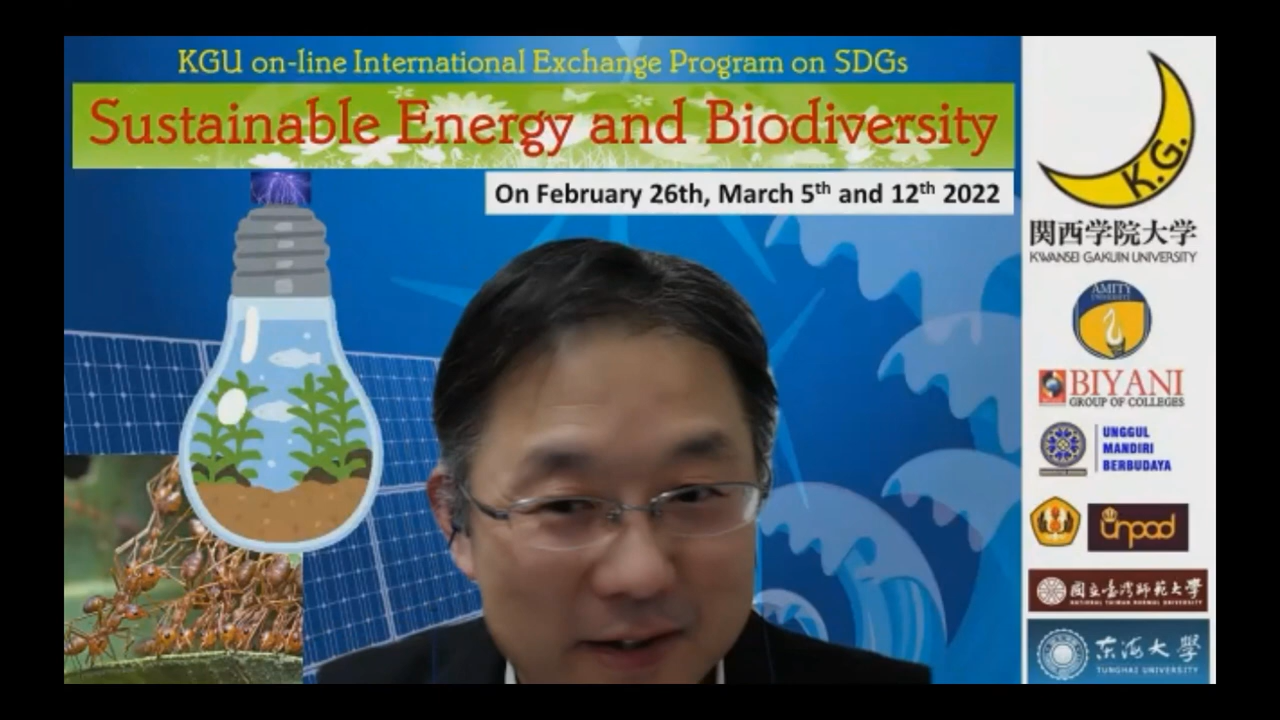 KGU on-line International Exchange Program on SDGs
Sustainable Energy and Biodiversity
On February 26th, March 5th and 12th 2022
K.G.
関西学院大学
KWANSEI GAKUIN UNIVERSITY
AMITY
UNIVERSITY
BIYANI
GROUP OF COLLEGES
UNGGUL
MANDIRI
BERBUDAYA
unpad
國立臺灣師範大學
NATIONAL TAIWAN NORMAL UNIVERSITY
東海大學
TUNGHAI UNIVERSITY